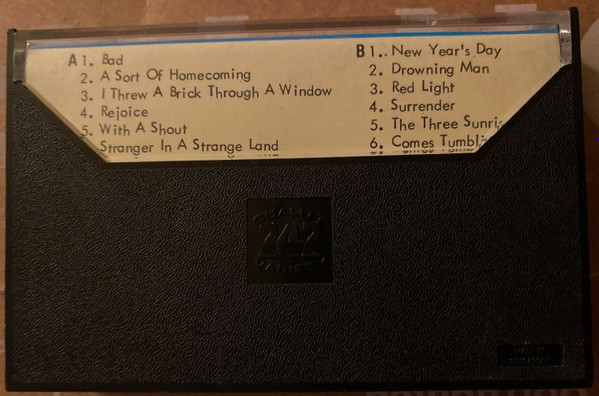 A 1. Bad
2. A Sort Of Homecoming
3. I Threw A Brick Through A Window
4. Rejoice
5. With A Shout
Stranger In A Strange Land
B 1.. New Year's Day
2. Drowning Man
3. Red Light
4. Surrender
5. The Three Sunri
6. Comes Tumbl
QUALITY
242